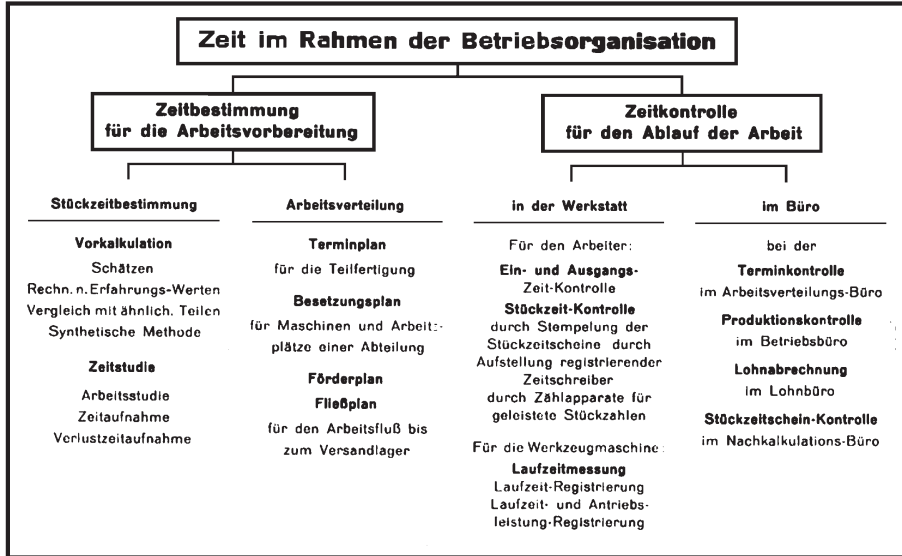 Zeit im Rahmen der Betriebsorganisation
Zeitbestimmung
für die Arbeitsvorbereitung
Zeitkontrolle
für den Ablauf der Arbeit
Stückzeitbestimmung
Vorkalkulation
Schätzen
Rechn. n. Erfahrungs-Werten
Vergleich mit ähnlich. Teilen
Synthetische Methode
Zeitstudie
Arbeitsstudie
Zeitaufnahme
Verlustzeitaufnahme
Arbeitsverteilung
Terminplan
für die Teilfertigung
Besetzungsplan
für Maschinen und Arbeits-
plätze einer Abteilung
Förderplan
Fließplan
für den Arbeitsfluß bis
zum Versandlager
in der Werkstatt
Für den Arbeiter:
Ein- und Ausgangs-
Zeit-Kontrolle
Stückzeit-Kontrolle
durch Stempelung der
Stückzeitscheine durch
Aufstellung registrierender
Zeitschreiber
durch Zählapparate für
geleistete Stückzahlen
Für die Werkzeugmaschine:
Laufzeitmessung
Laufzeit-Registrierung
Laufzeit- und Antriebs-
leistung-Registrierung
im Büro
bei der
Terminkontrolle
im Arbeitsverteilungs-Büro
Produktionskontrolle
im Betriebsbüro
Lohnabrechnung
im Lohnbüro
Stückzeitschein-Kontrolle
im Nachkalkulations-Büro